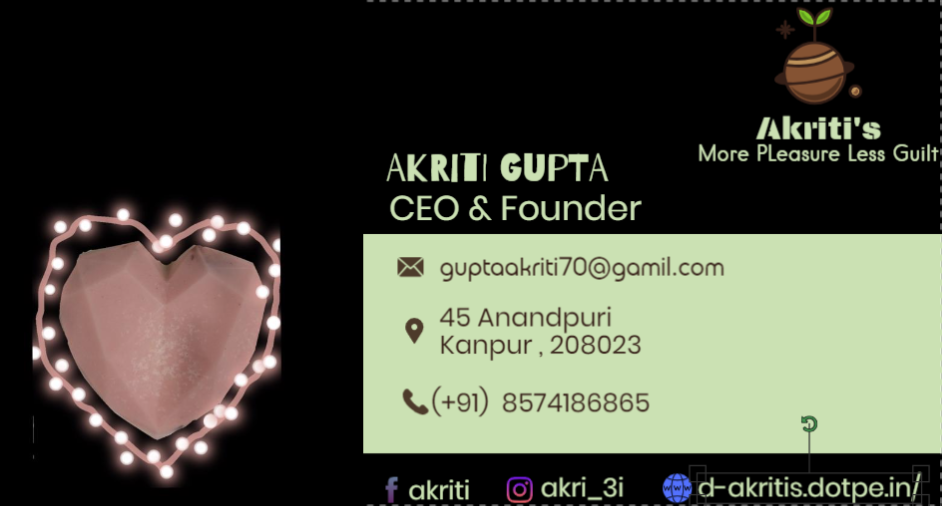 Akriti's
More PLeasure Less Guilt
AKRITI GUPTA
CEO & Founder
guptaakriti70@gamil.com
45 Anandpuri
Kanpur , 208023
(+91) 8574186865
akriti
akri_3i
d-akritis.dotpe.in/